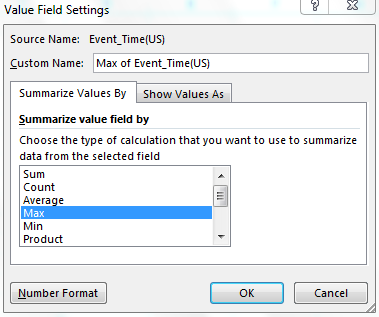 Value Field Settings
Source Name: Event_Time(US)
Custom Name: Max of Event_Time(US)
Summarize Values By Show Values As
Summarize value field by
Choose the type of calculation that you want to use to summarize
data from the selected field
Sum
Count
Average
Max
Min
Product
Number Format OK Cancel